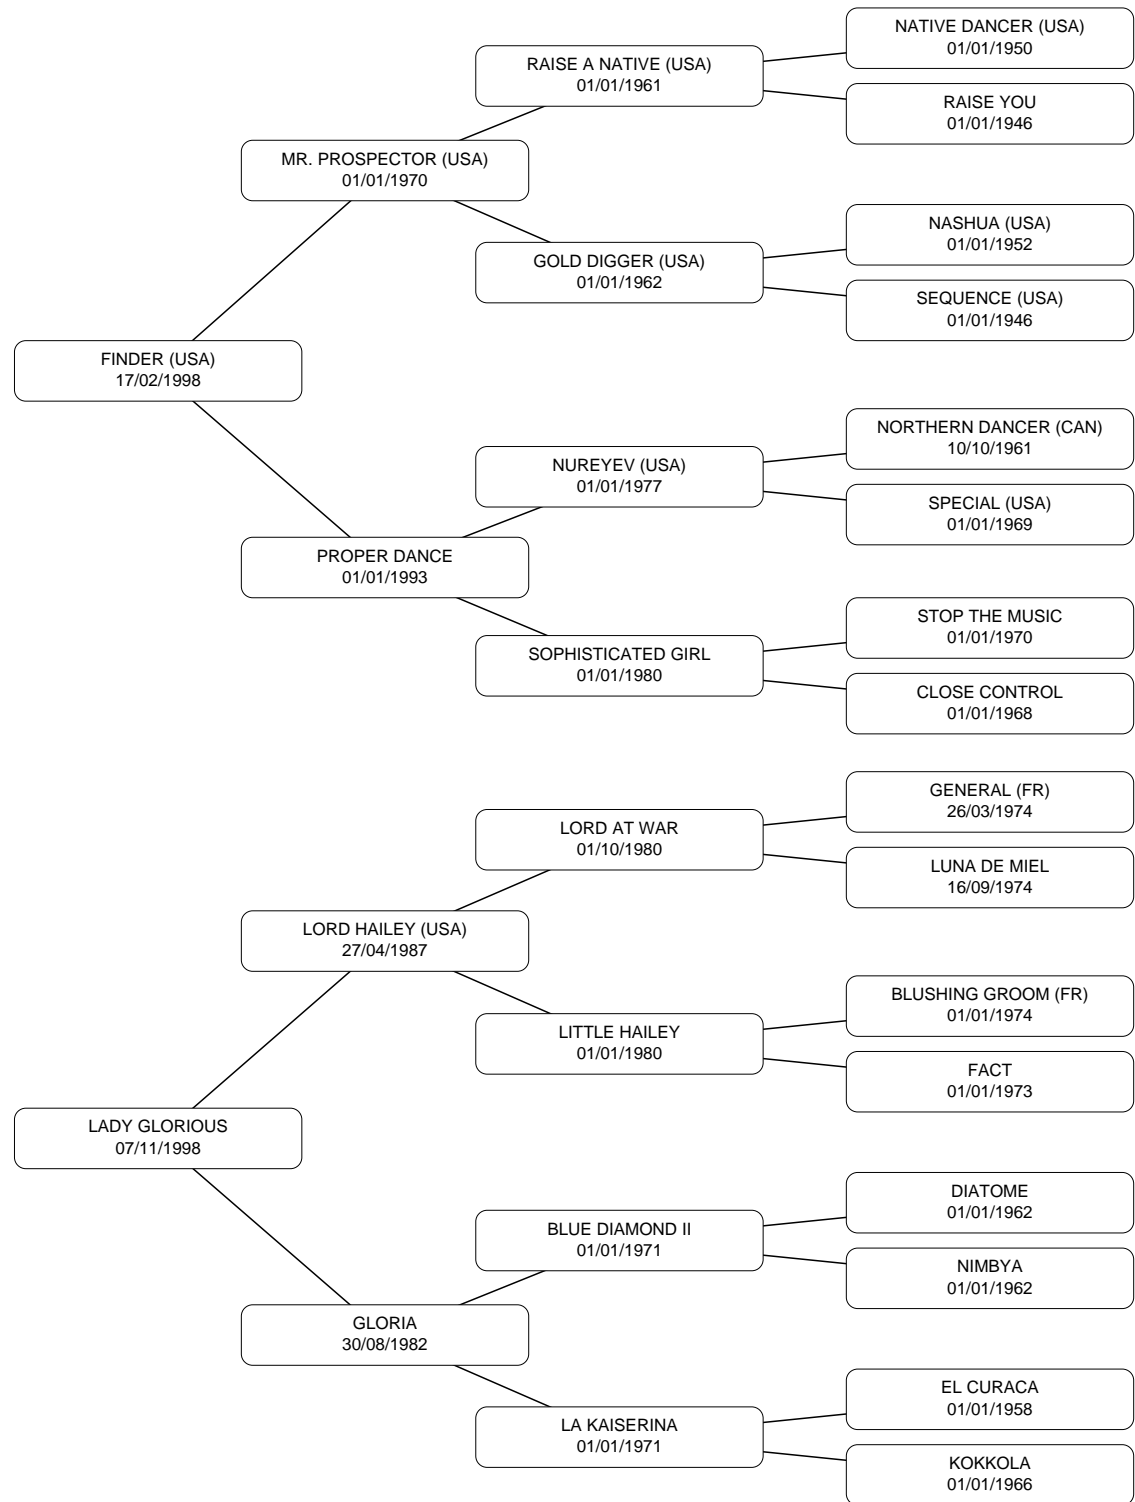 NATIVE DANCER (USA)
01/01/1950
RAISE A NATIVE (USA)
01/01/1961
RAISE YOU
01/01/1946
MR. PROSPECTOR (USA)
01/01/1970
NASHUA (USA)
01/01/1952
GOLD DIGGER (USA)
01/01/1962
SEQUENCE (USA)
01/01/1946
FINDER (USA)
17/02/1998
NORTHERN DANCER (CAN)
10/10/1961
NUREYEV (USA)
01/01/1977
SPECIAL (USA)
01/01/1969
PROPER DANCE
01/01/1993
STOP THE MUSIC
01/01/1970
SOPHISTICATED GIRL
01/01/1980
CLOSE CONTROL
01/01/1968
GENERAL (FR)
26/03/1974
LORD AT WAR
01/10/1980
LUNA DE MIEL
16/09/1974
LORD HAILEY (USA)
27/04/1987
BLUSHING GROOM (FR)
01/01/1974
LITTLE HAILEY
01/01/1980
FACT
01/01/1973
LADY GLORIOUS
07/11/1998
DIATOME
01/01/1962
BLUE DIAMOND II
01/01/1971
NIMBYA
01/01/1962
GLORIA
30/08/1982
EL CURACA
01/01/1958
LA KAISERINA
01/01/1971
KOKKOLA
01/01/1966